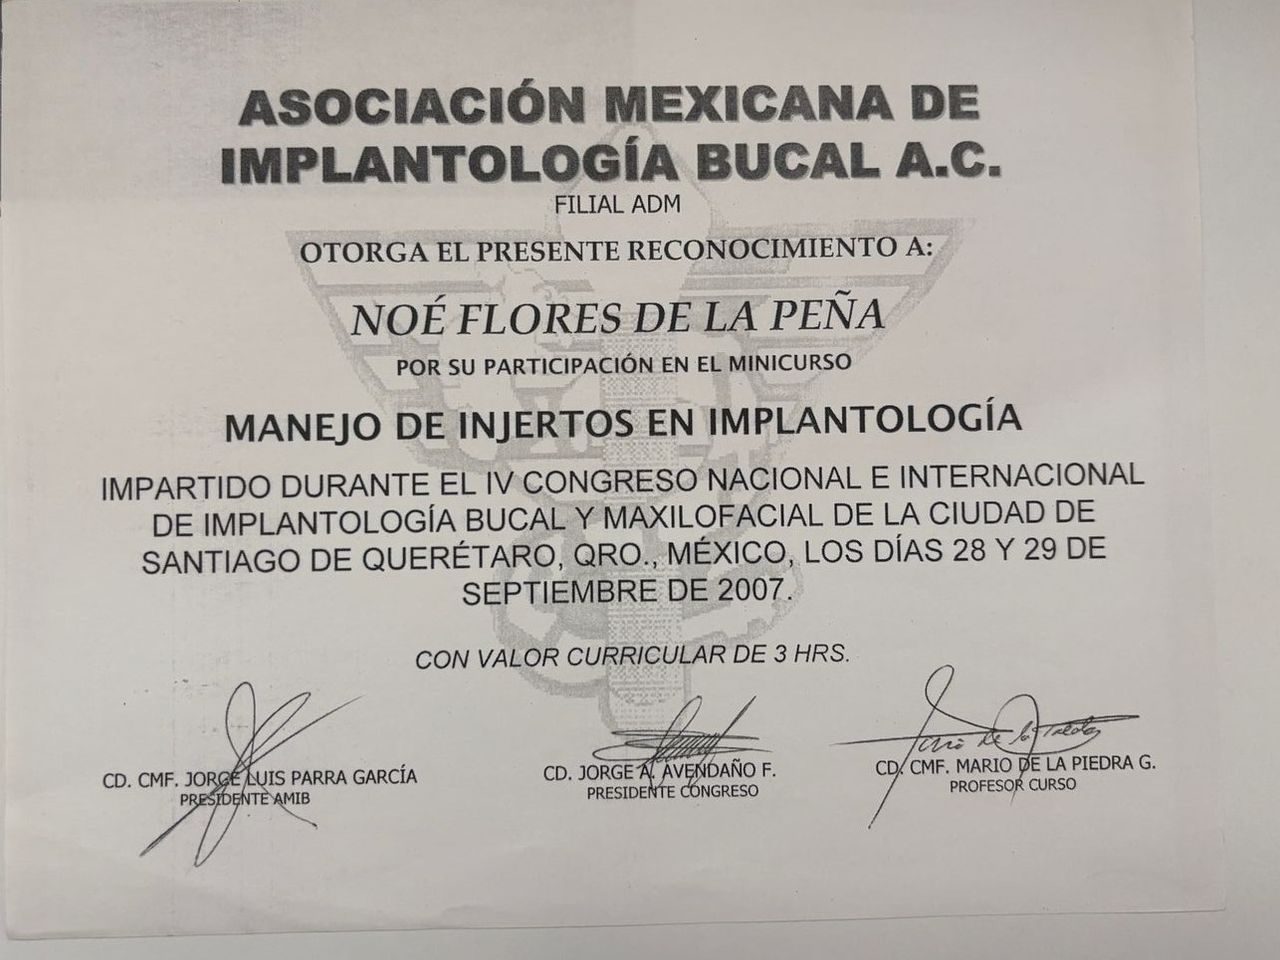 ASOCIACIÓN MEXICANA DE
IMPLANTOLOGÍA BUCAL A.C.
FILIAL ADM
OTORGA EL PRESENTE RECONOCIMIENTO A:
NOÉ FLORES DE LA PEÑA
POR SU PARTICIPACIÓN EN EL MINICURSO
MANEJO DE INJERTOS EN IMPLANTOLOGÍA
IMPARTIDO DURANTE EL IV CONGRESO NACIONAL E INTERNACIONAL
DE IMPLANTOLOGÍA BUCAL Y MAXILOFACIAL DE LA CIUDAD DE
SANTIAGO DE QUERÉTARO, QRO., MÉXICO, LOS DÍAS 28 Y 29 DE
SEPTIEMBRE DE 2007.
CON VALOR CURRICULAR DE 3 HRS.
CD. CMF. JORGE LUIS PARRA GARCÍA
PRESIDENTE AMIB
CD. JORGE A. AVENDAÑO F.
PRESIDENTE CONGRESO
CD. CMF. MARIO DE LA PIEDRA G.
PROFESOR CURSO